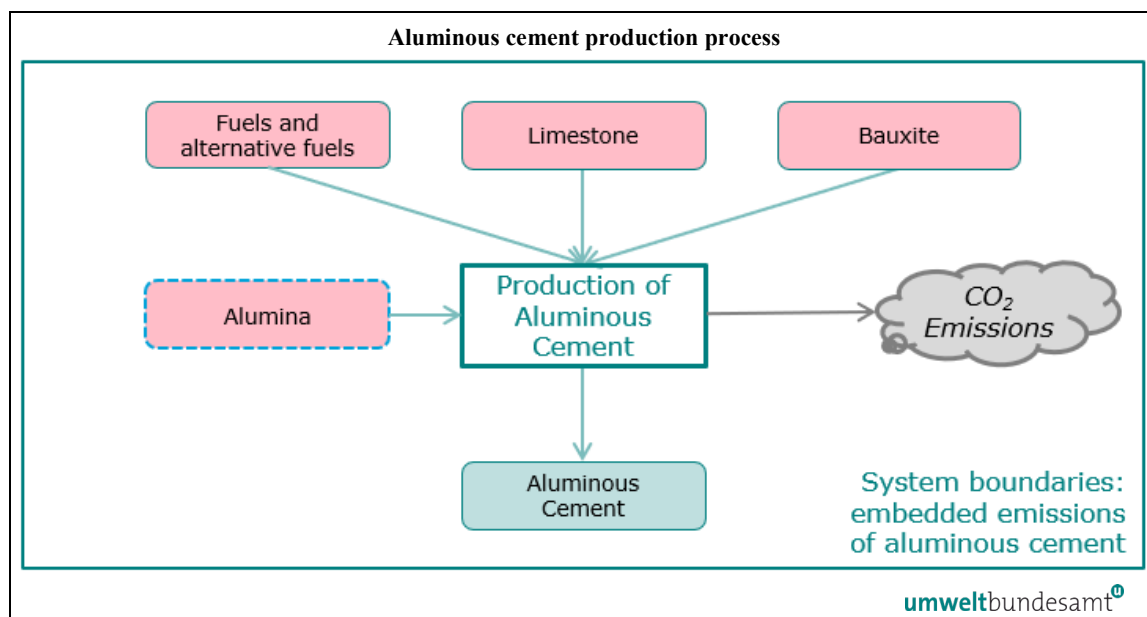 Aluminous cement production process
Fuels and
alternative fuels
Limestone
Bauxite
Alumina
Production of
Aluminous
Cement
CO₂
Emissions
Aluminous
Cement
System boundaries:
embedded emissions
of aluminous cement
umweltbundesamt
u